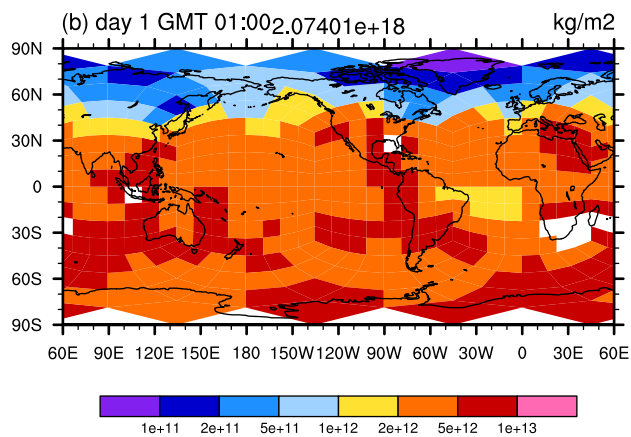 (b) day 1 GMT 01:00 2.07401e+18 kg/m2
90N
60N
30N
0
30S
60S
90S
60E 90E 120E 150E 180 150W 120W 90W 60W 30W 0 30E 60E
1e+11 2e+11 5e+11 1e+12 2e+12 5e+12 1e+13